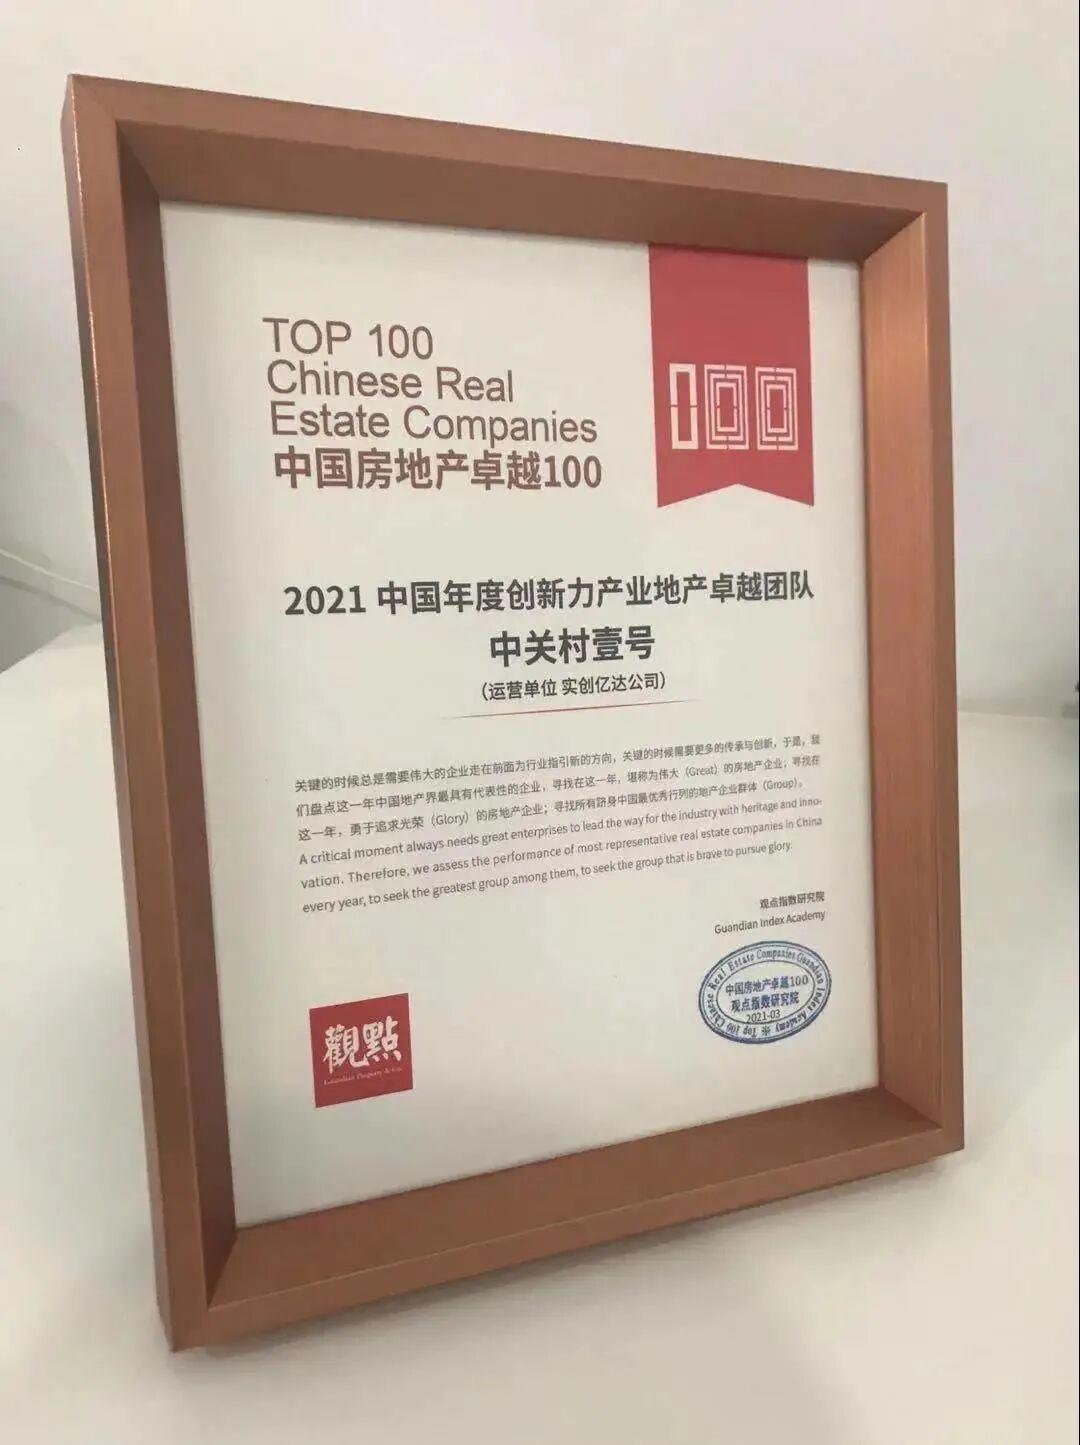 TOP 100
Chinese Real
Estate Companies
中国房地产卓越100
100
2021 中国年度创新力产业地产卓越团队
中关村壹号
（运营单位 实创亿达公司）
关键的时候总是需要伟大的企业走在前面为行业指引新的方向，关键的时候需要更多的传承与创新，于是，我
们盘点这一年中国地产界最具有代表性的企业，寻找在这一年，堪称为伟大（Great）的房地产企业，寻找在
这一年，勇于追求光荣（Glory）的房地产企业；寻找所有跻身中国最优秀行列的地产企业群体（Group）。
A critical moment always needs great enterprises to lead the way for the industry with heritage and inno-
vation. Therefore, we assess the performance of most representative real estate companies in China
every year, to seek the greatest group among them, to seek the group that is brave to pursue glory.
观点指数研究院
Guandian Index Academy
Top 100 Chinese Real Estate Companies Guandian Index Academy ※
中国房地产卓越100
观点指数研究院
2021-03
觀點